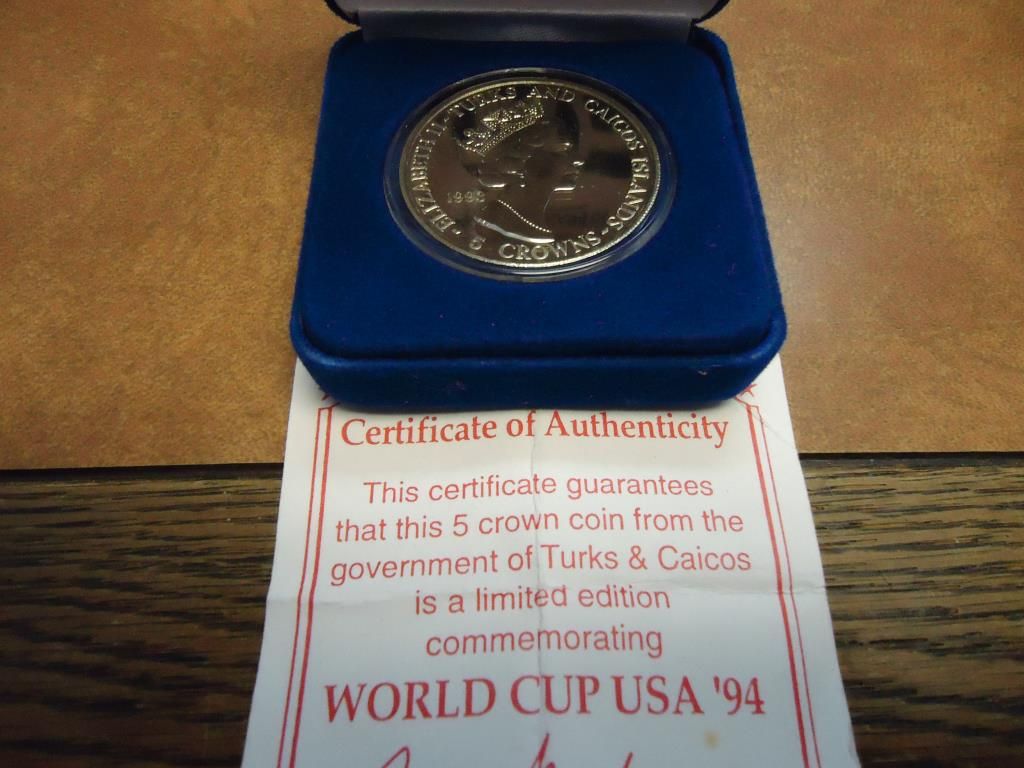 ELIZABETH II · TURKS AND CAICOS ISLANDS ·
1993
5 CROWNS
Certificate of Authenticity
This certificate guarantees
that this 5 crown coin from the
government of Turks & Caicos
is a limited edition
commemorating
WORLD CUP USA '94